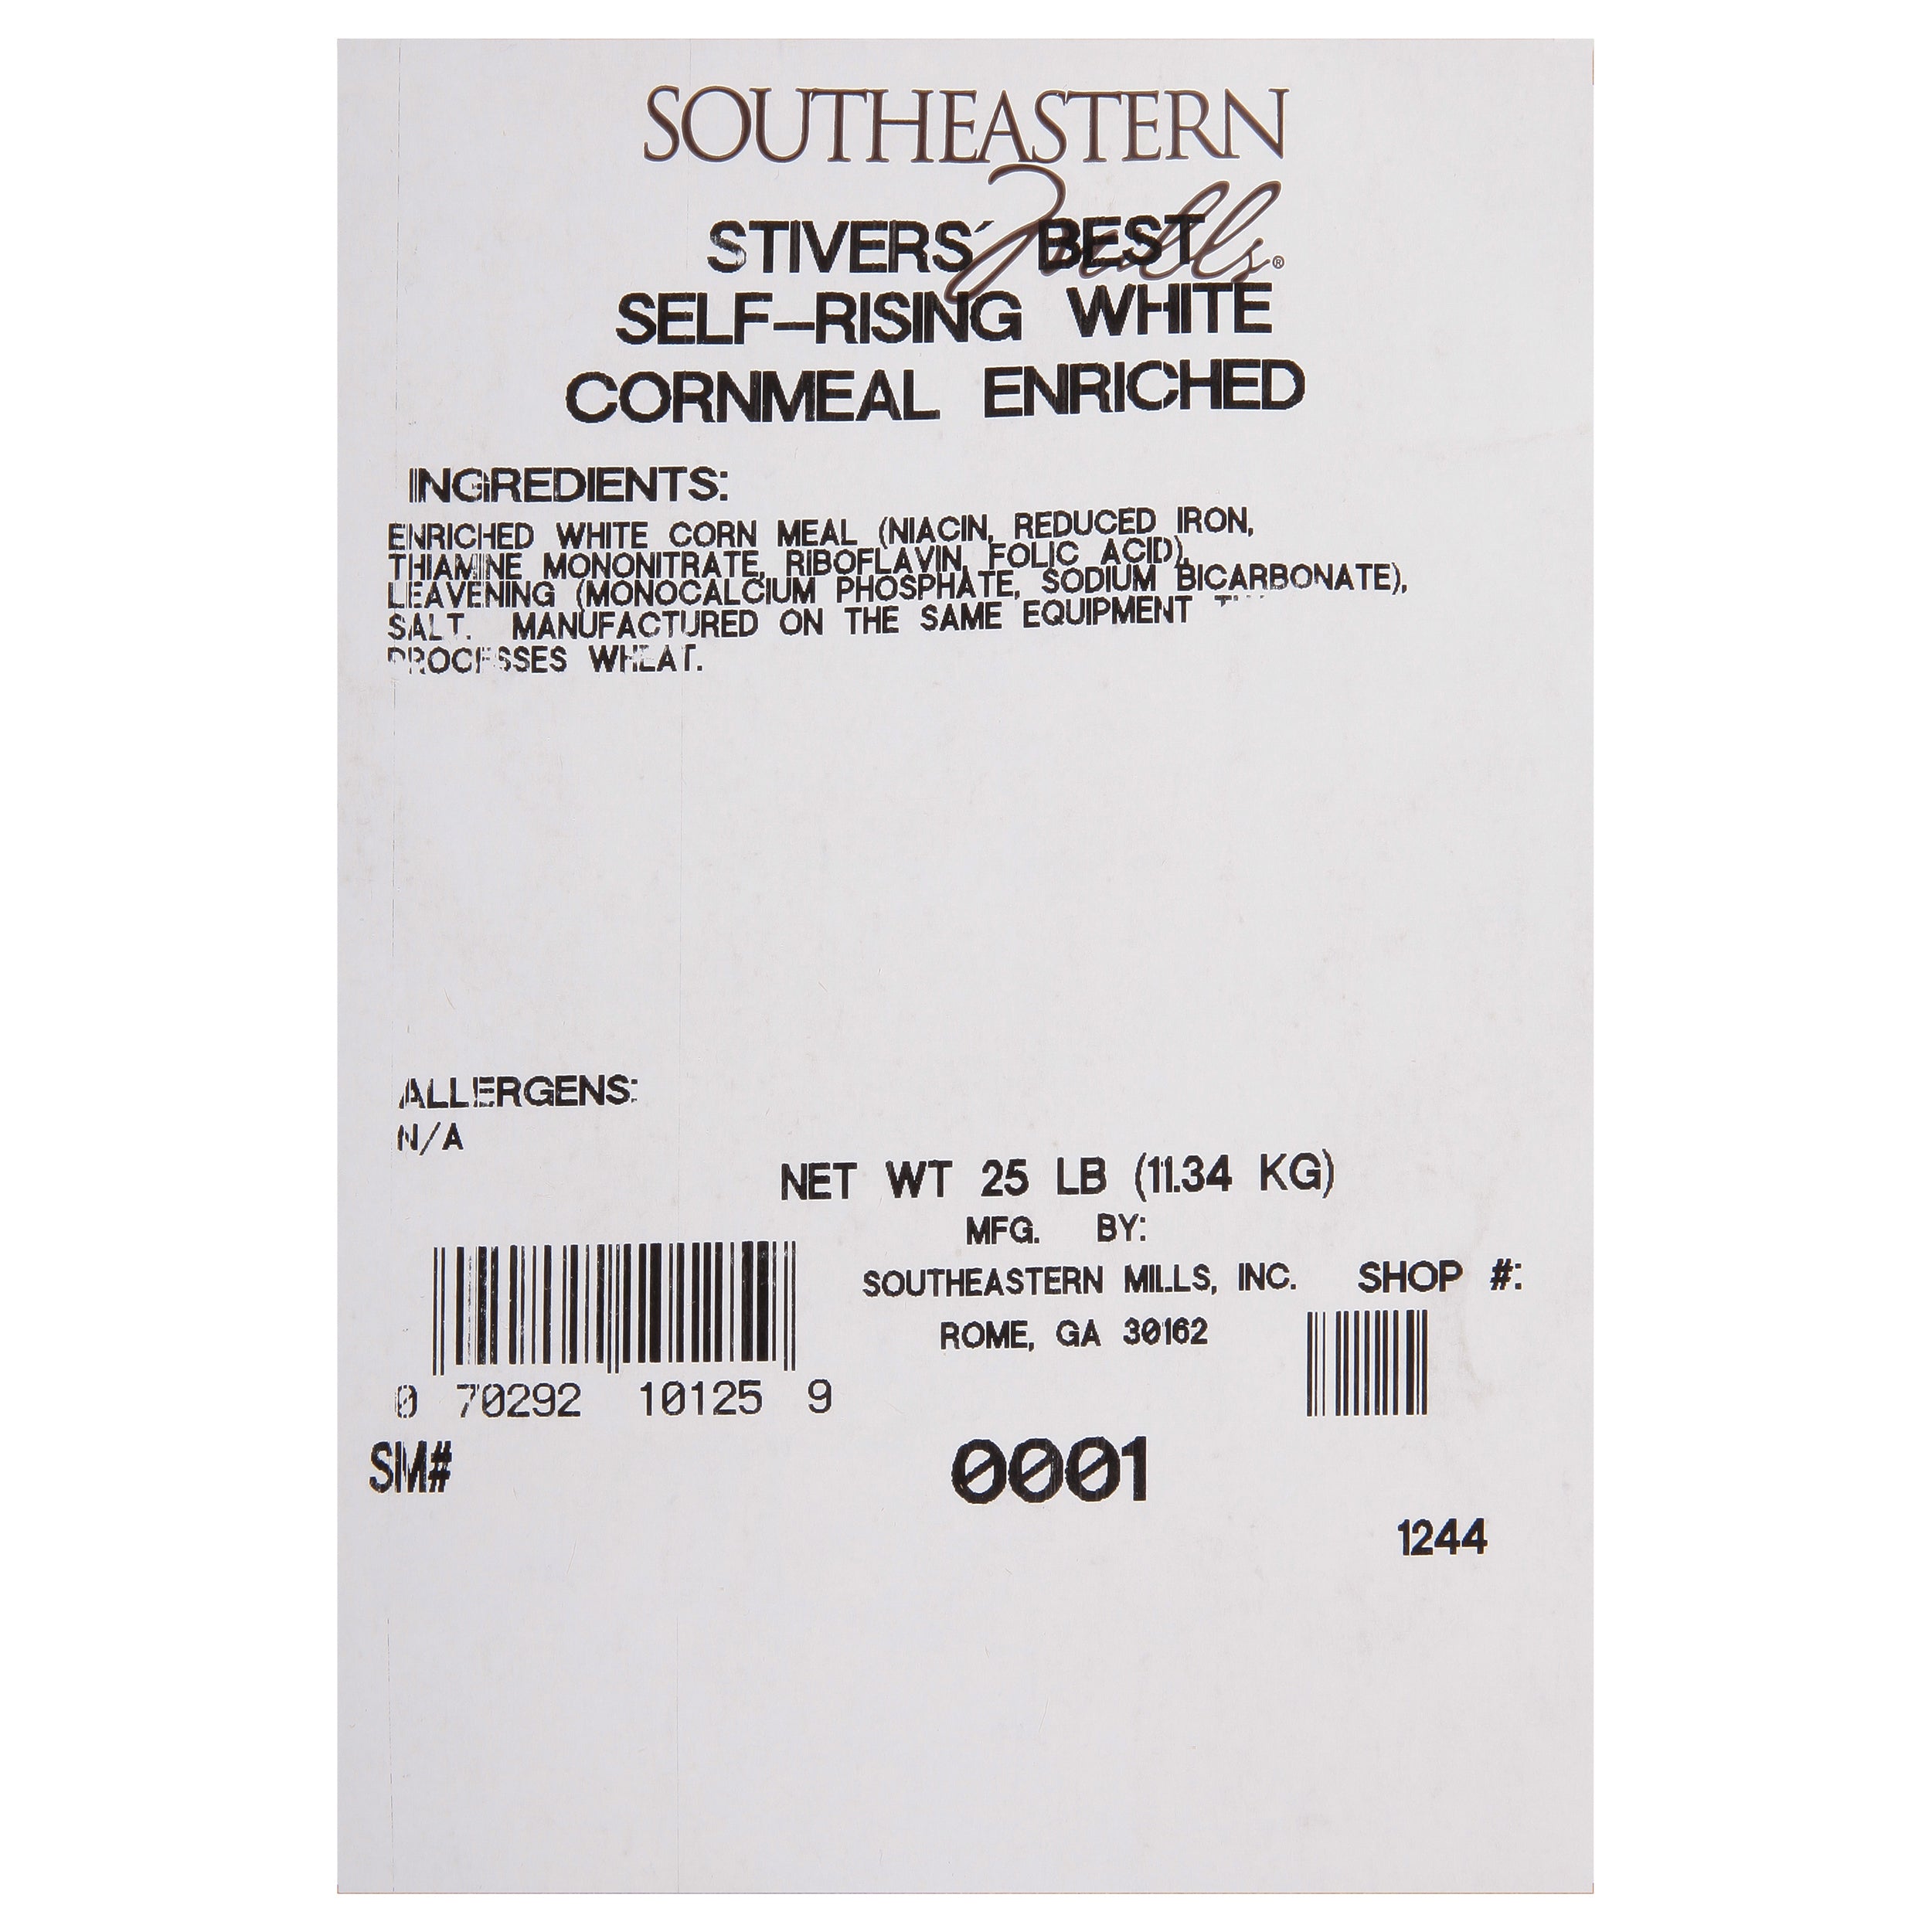 SOUTHEASTERN
Mills®
STIVERS' BEST
SELF-RISING WHITE
CORNMEAL ENRICHED
INGREDIENTS:
ENRICHED WHITE CORN MEAL (NIACIN, REDUCED IRON,
THIAMINE MONONITRATE, RIBOFLAVIN, FOLIC ACID),
LEAVENING (MONOCALCIUM PHOSPHATE, SODIUM BICARBONATE),
SALT. MANUFACTURED ON THE SAME EQUIPMENT
PROCESSES WHEAT.
ALLERGENS:
N/A
NET WT 25 LB (11.34 KG)
MFG. BY:
SOUTHEASTERN MILLS, INC. SHOP #:
ROME, GA 30162
0 70292 10125 9
SM# 0001
1244